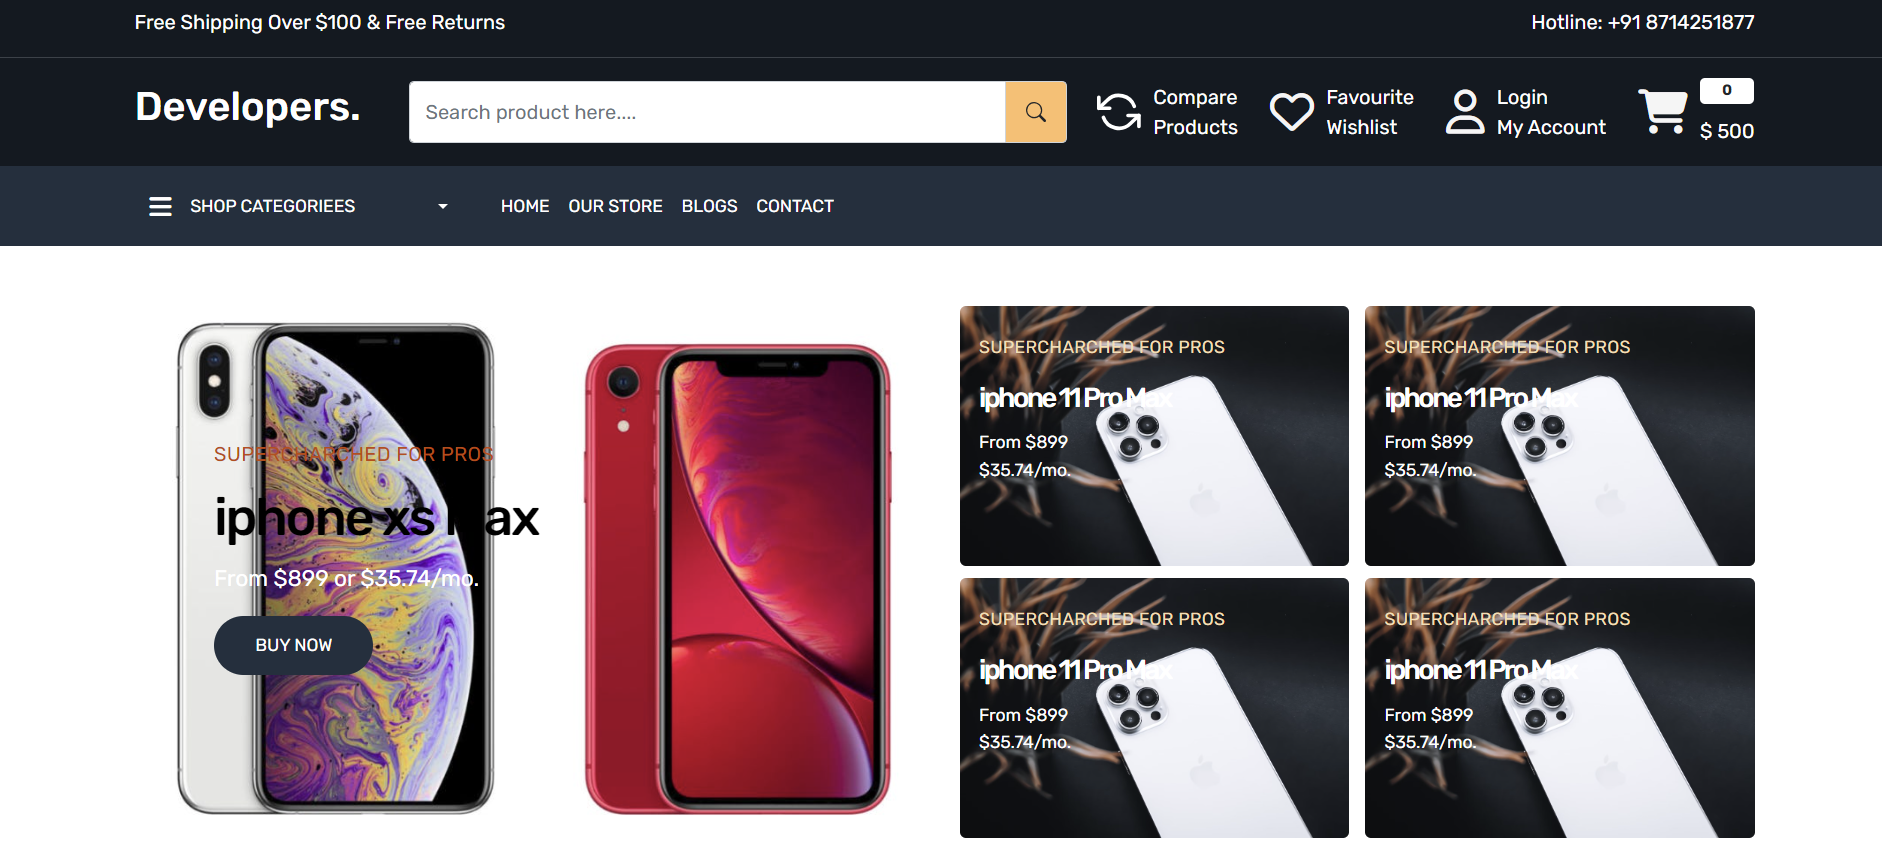 Free Shipping Over $100 & Free Returns
Hotline: +91 8714251877
Developers.
Search product here....
Compare
Products
Favourite
Wishlist
Login
My Account
0
$ 500
SHOP CATEGORIEES
HOME
OUR STORE
BLOGS
CONTACT
SUPERCHARCHED FOR PROS
iphone xs Max
From $899 or $35.74/mo.
BUY NOW
SUPERCHARCHED FOR PROS
iphone 11 Pro Max
From $899
$35.74/mo.
SUPERCHARCHED FOR PROS
iphone 11 Pro Max
From $899
$35.74/mo.
SUPERCHARCHED FOR PROS
iphone 11 Pro Max
From $899
$35.74/mo.
SUPERCHARCHED FOR PROS
iphone 11 Pro Max
From $899
$35.74/mo.